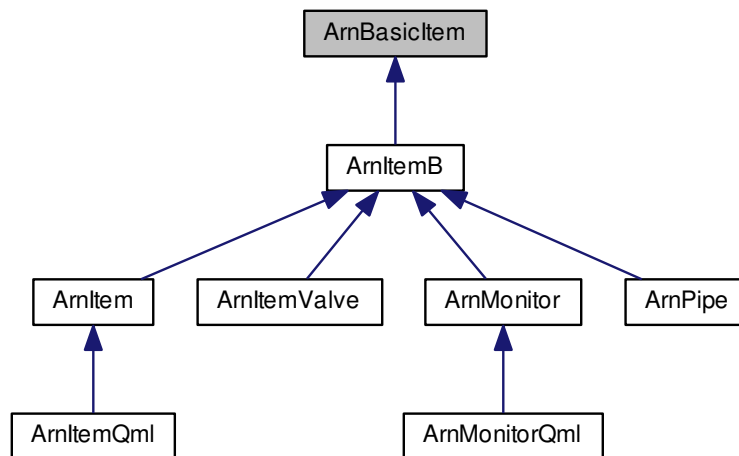 ArnBasicItem
ArnItemB
ArnItem
ArnItemValve
ArnMonitor
ArnPipe
ArnItemQml
ArnMonitorQml